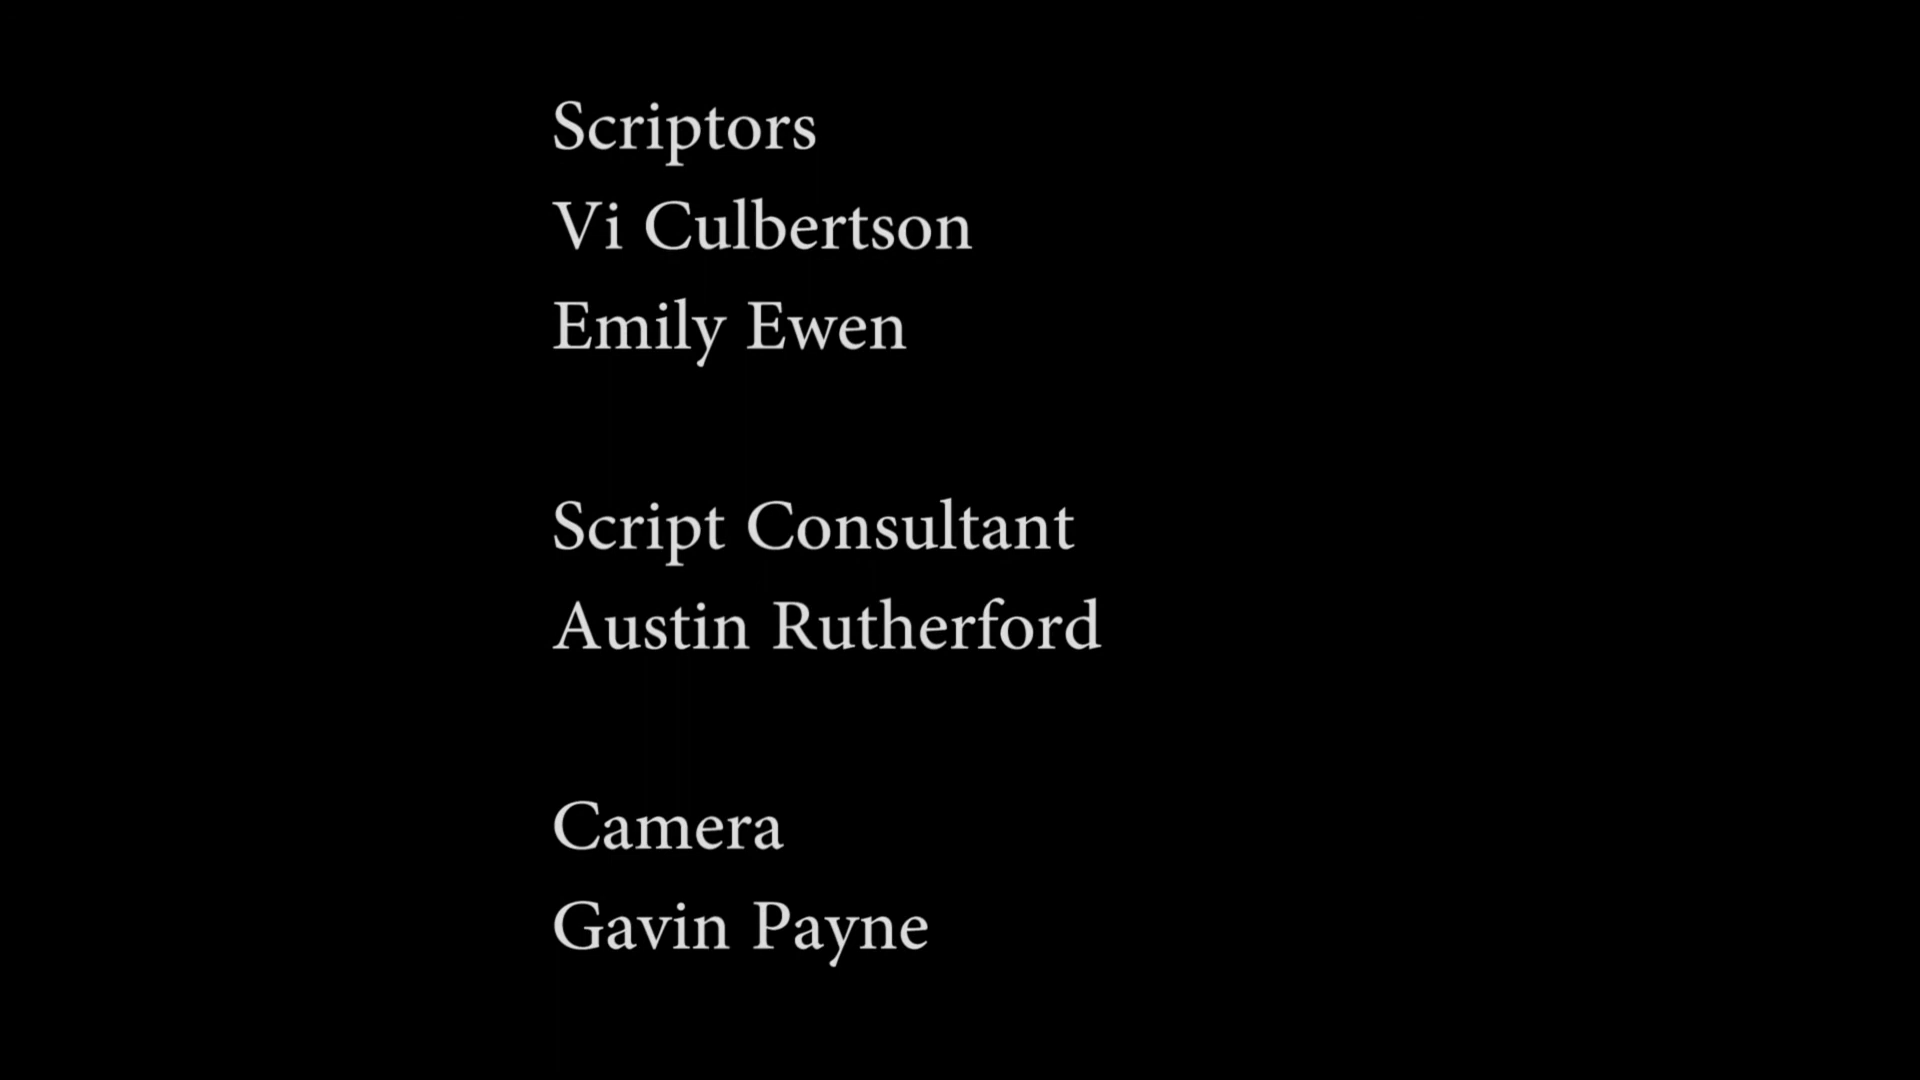 Scriptors
Vi Culbertson
Emily Ewen
Script Consultant
Austin Rutherford
Camera
Gavin Payne